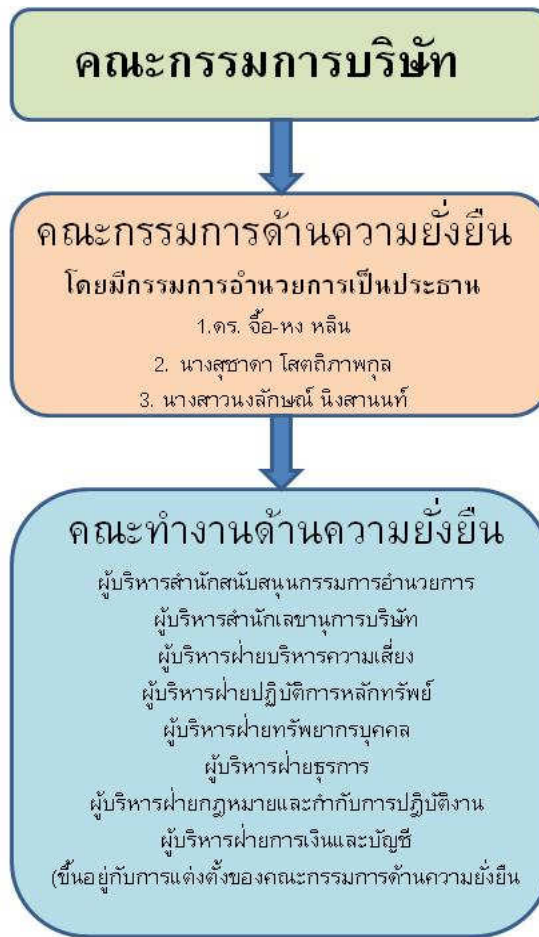 คณะกรรมการบริษัท
คณะกรรมการด้านความยั่งยืน
โดยมีกรรมการอำนวยการเป็นประธาน
1.ดร. จื้อ-หง หลิน
2. นางสุชาดา โสตถิภาพกุล
3. นางสาวนงลักษณ์ นิงสานนท์
คณะทำงานด้านความยั่งยืน
ผู้บริหารสำนักสนับสนุนกรรมการอำนวยการ
ผู้บริหารสำนักเลขานุการบริษัท
ผู้บริหารฝ่ายบริหารความเสี่ยง
ผู้บริหารฝ่ายปฏิบัติการหลักทรัพย์
ผู้บริหารฝ่ายทรัพยากรบุคคล
ผู้บริหารฝ่ายธุรการ
ผู้บริหารฝ่ายกฎหมายและกำกับการปฏิบัติงาน
ผู้บริหารฝ่ายการเงินและบัญชี
(ขึ้นอยู่กับการแต่งตั้งของคณะกรรมการด้านความยั่งยืน